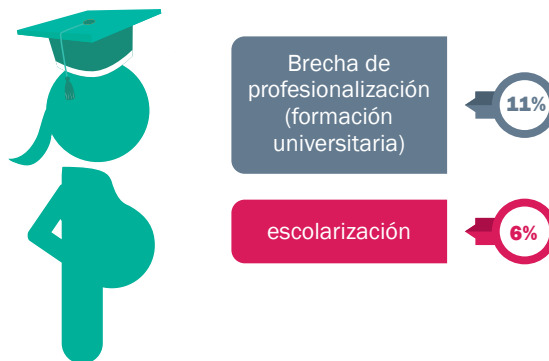 Brecha de
profesionalización
(formación
universitaria)
11%
escolarización
6%